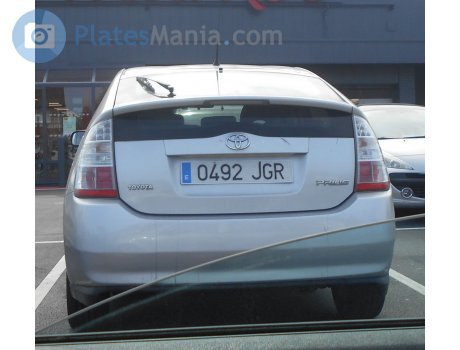 PlatesMania.com
E 0492 JGR
TOYOTA PRIUS